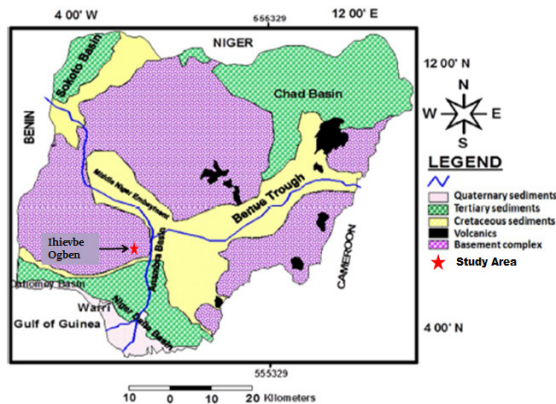 555329
4 00' W
NIGER
12 00' E
Sokoto Basin
Chad Basin
12 00' N
N
W
E
S
BENIN
Middle Niger Embayment
Benue Trough
LEGEND
Quaternary sediments
Tertiary sediments
Cretaceous sediments
Volcanics
Basement complex
Study Area
Ihievbe
Ogben
Anambra Basin
CAMEROON
Dahomey Basin
Warri
Niger Delta Basin
Gulf of Guinea
4 00' N
555329
10 0 10 20
Kilometers